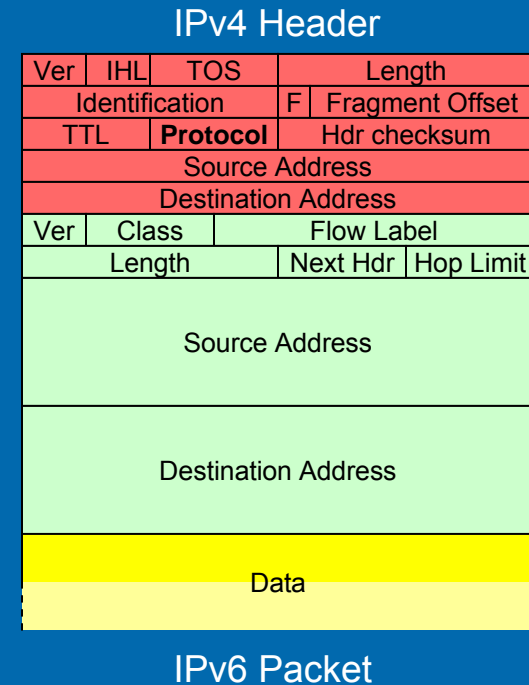 IPv4 Header
Ver IHL TOS Length
Identification F Fragment Offset
TTL Protocol Hdr checksum
Source Address
Destination Address
Ver Class Flow Label
Length Next Hdr Hop Limit
Source Address
Destination Address
Data
IPv6 Packet